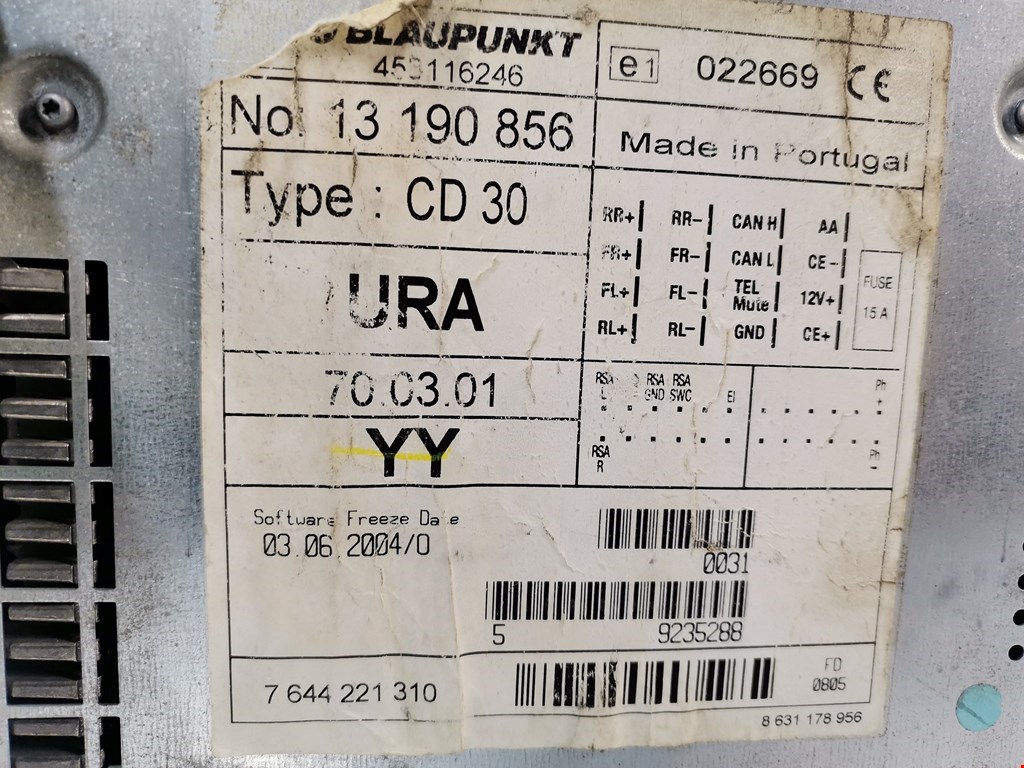 BLAUPUNKT
453116246
e1 022669 CE
No. 13 190 856
Made in Portugal
Type : CD 30
RR+ RR- CAN H AA
FR+ FR- CAN L CE-
FL+ FL- TEL Mute 12V+
RL+ RL- GND CE+
FUSE
15 A
URA
70.03.01
YY
RSA L RSA GND RSA SWC EI Ph +
RSA R Ph -
Software Freeze Date
03.06.2004/0
0031
5 9235288
7 644 221 310
FD
0805
8 631 178 956